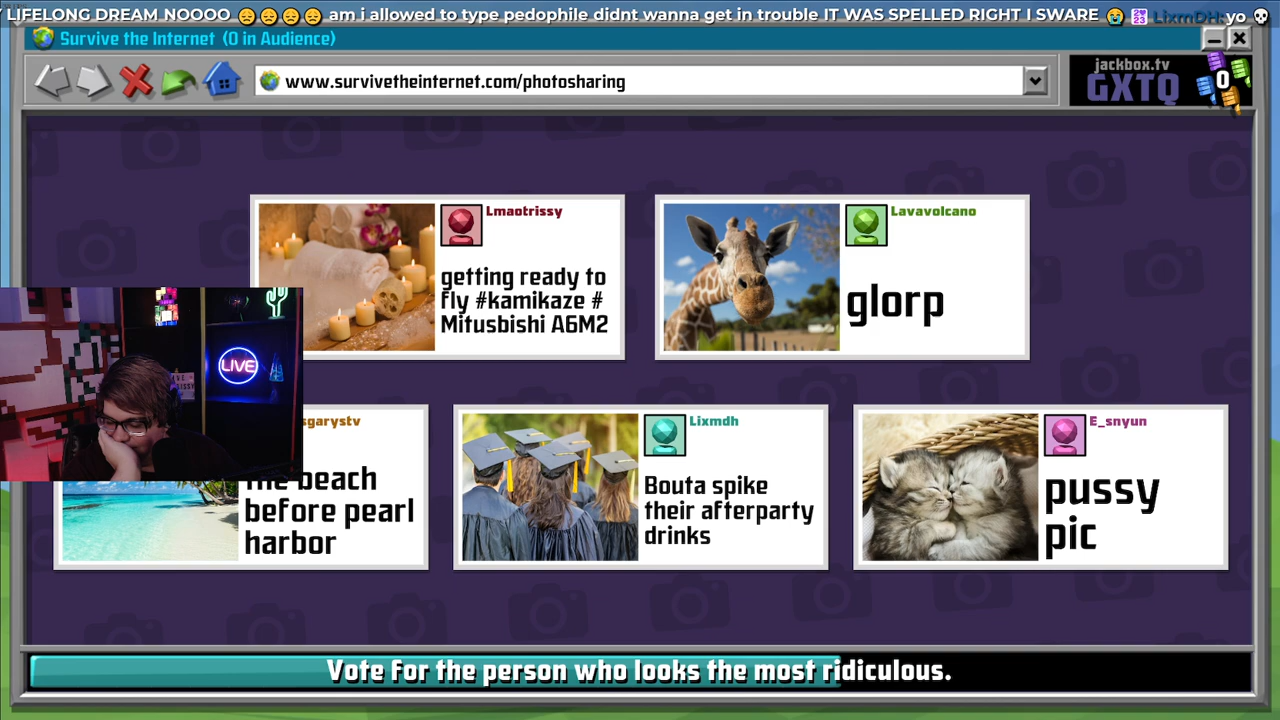 LIFELONG DREAM NOOOO 😔😔😔😔 am i allowed to type pedophile didnt wanna get in trouble IT WAS SPELLED RIGHT I SWARE 😭 LixmDH: yo 💀
Survive the Internet (0 in Audience)
www.survivetheinternet.com/photosharing
jackbox.tv
GXTQ
0
Lmaotrissy
getting ready to
fly #kamikaze #
Mitusbishi A6M2
Lavavolcano
glorp
LIVE
sgarystv
The beach
before pearl
harbor
Lixmdh
Bouta spike
their afterparty
drinks
E_snyun
pussy
pic
Vote for the person who looks the most ridiculous.